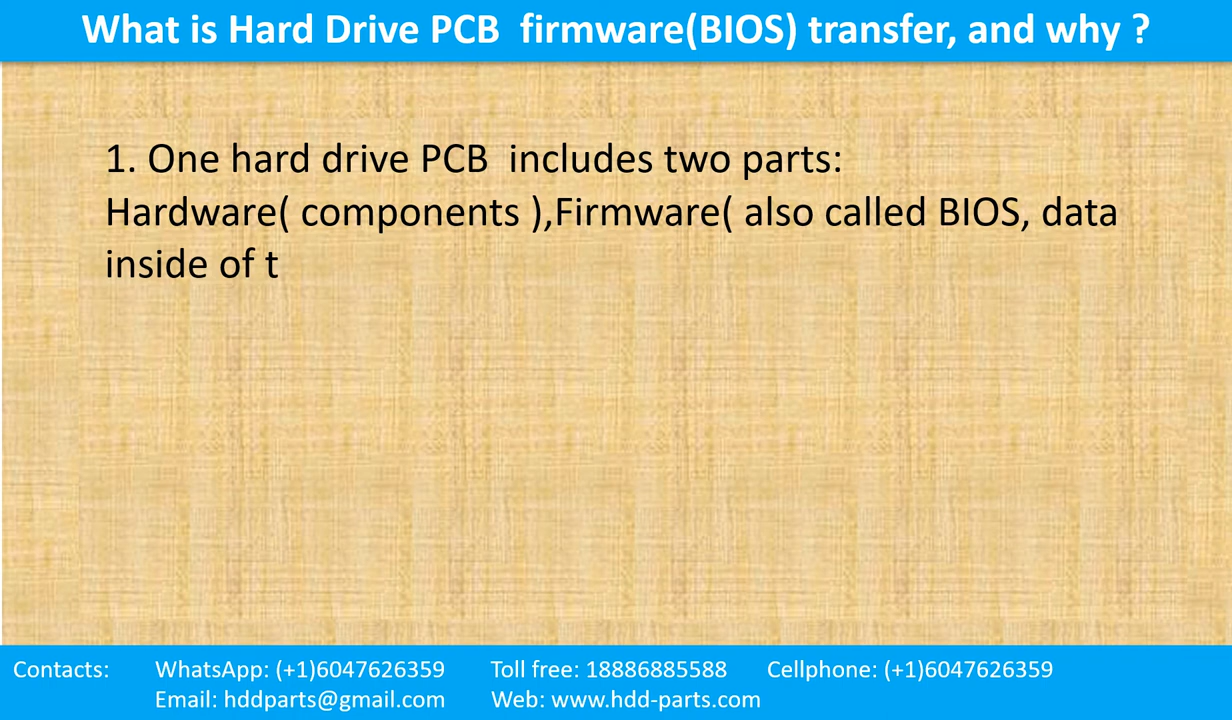 What is Hard Drive PCB  firmware(BIOS) transfer, and why ?
1. One hard drive PCB  includes two parts:
Hardware( components ),Firmware( also called BIOS, data
inside of t
Contacts: WhatsApp: (+1)6047626359 Toll free: 18886885588 Cellphone: (+1)6047626359
Email: hddparts@gmail.com Web: www.hdd-parts.com